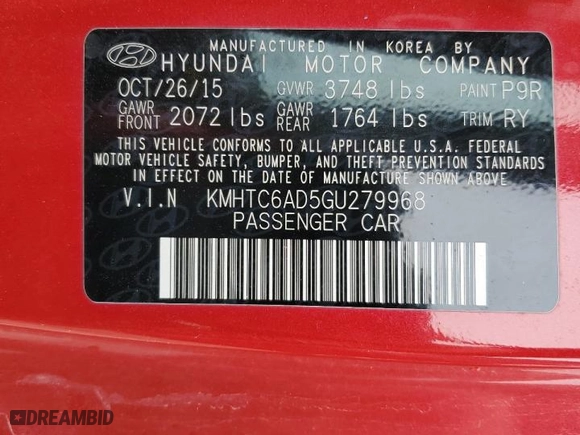 MANUFACTURED IN KOREA BY
HYUNDAI MOTOR COMPANY
OCT/26/15 GVWR 3748 lbs PAINT P9R
GAWR FRONT 2072 lbs GAWR REAR 1764 lbs TRIM RY
THIS VEHICLE CONFORMS TO ALL APPLICABLE U.S.A. FEDERAL
MOTOR VEHICLE SAFETY, BUMPER, AND THEFT PREVENTION STANDARDS
IN EFFECT ON THE DATE OF MANUFACTURE SHOWN ABOVE
V.I.N KMHTC6AD5GU279968
PASSENGER CAR
DREAMBID